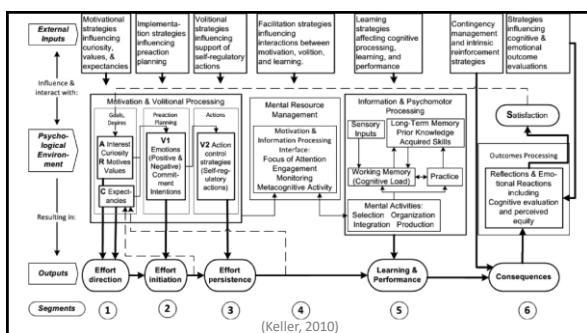 External
Inputs
Motivational
strategies
influencing
curiosity,
values, &
expectancies
Implementa-
tion strategies
influencing
preaction
planning
Volitional
strategies
influencing
support of
self-regulatory
actions
Facilitation strategies
influencing
interactions between
motivation, volition,
and learning.
Learning
strategies
affecting cognitive
processing,
learning, and
performance
Contingency
management
and intrinsic
reinforcement
strategies
Strategies
influencing
cognitive &
emotional
outcome
evaluations
Influence &
interact with:
Psycho-
logical
Environ-
ment
Resulting in:
Outputs
Segments
Motivation & Volitional Processing
Goals,
Desires
Preaction
Planning
Actions
A Interest
Curiosity
R Motives
Values
C Expect-
ancies
V1
Emotions
(Positive &
Negative)
Commit-
ment
Intentions
V2 Action
control
strategies
(Self-reg-
ulatory
actions)
Mental Resource
Management
Motivation &
Information Processing
Interface:
Focus of Attention
Engagement
Monitoring
Metacognitive Activity
Information & Psychomotor
Processing
Sensory
Inputs
Long-Term Memory
Prior Knowledge
Acquired Skills
Working Memory
(Cognitive Load)
Practice
Mental Activities:
Selection Organization
Integration Production
Satisfaction
Outcomes Processing
Reflections & Emo-
tional Reactions
including
Cognitive evaluation
and perceived
equity
Effort
direction
Effort
initiation
Effort
persistence
Learning &
Performance
Consequences
1
2
3
4
5
6
(Keller, 2010)